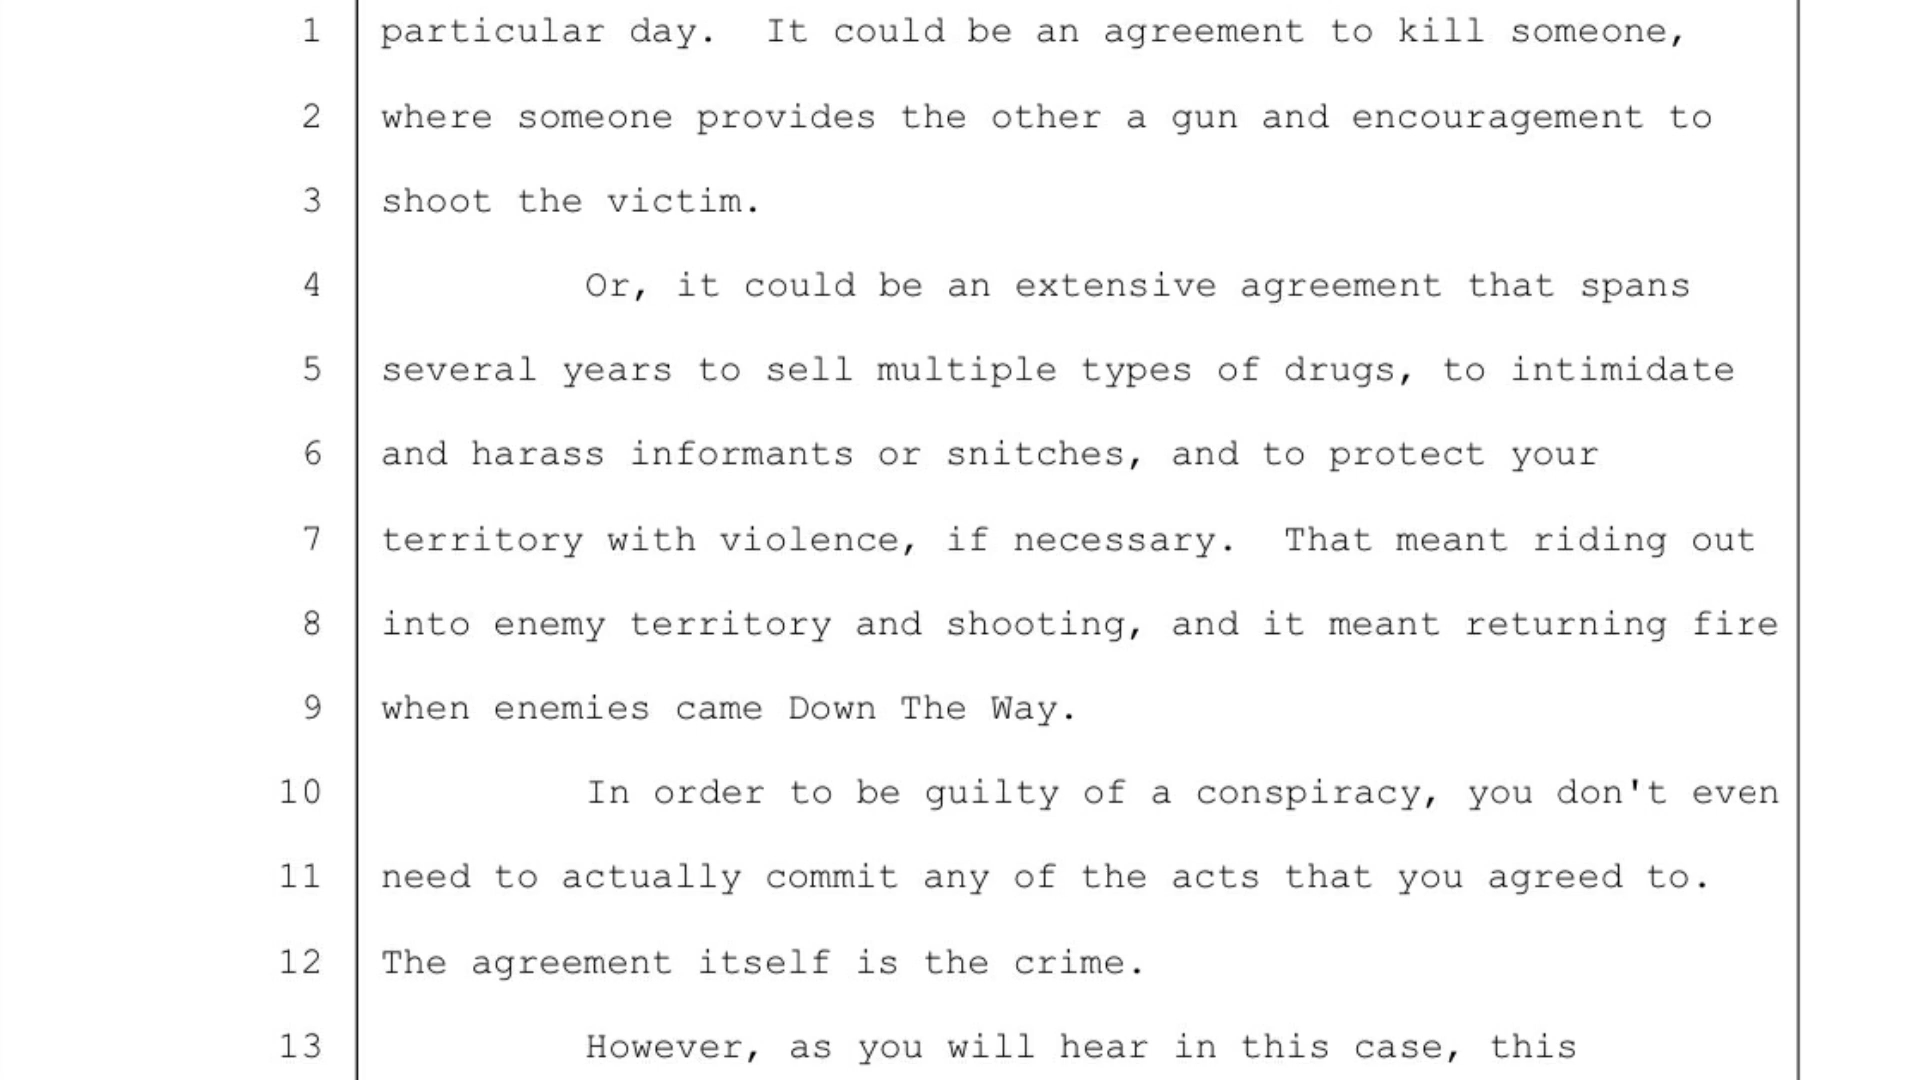 1 particular day. It could be an agreement to kill someone,
2 where someone provides the other a gun and encouragement to
3 shoot the victim.
4 Or, it could be an extensive agreement that spans
5 several years to sell multiple types of drugs, to intimidate
6 and harass informants or snitches, and to protect your
7 territory with violence, if necessary. That meant riding out
8 into enemy territory and shooting, and it meant returning fire
9 when enemies came Down The Way.
10 In order to be guilty of a conspiracy, you don't even
11 need to actually commit any of the acts that you agreed to.
12 The agreement itself is the crime.
13 However, as you will hear in this case, this